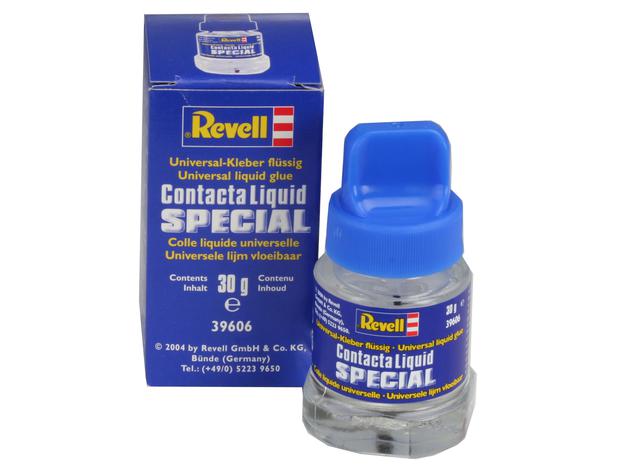 Revell
Revell
Universal-Kleber flüssig
Universal liquid glue
Contacta Liquid
SPECIAL
Colle liquide universelle
Universele lijm vloeibaar
Contents 30 g Contenu
Inhalt Inhoud
e
39606
© 2004 by Revell GmbH & Co. KG,
Bünde (Germany)
Tel.: (+49/0) 5223 9650
Revell
30 g
39606
Universal-Kleber flüssig · Universal liquid glue
Contacta Liquid
SPECIAL
Colle liquide universelle · Universele lijm vloeibaar